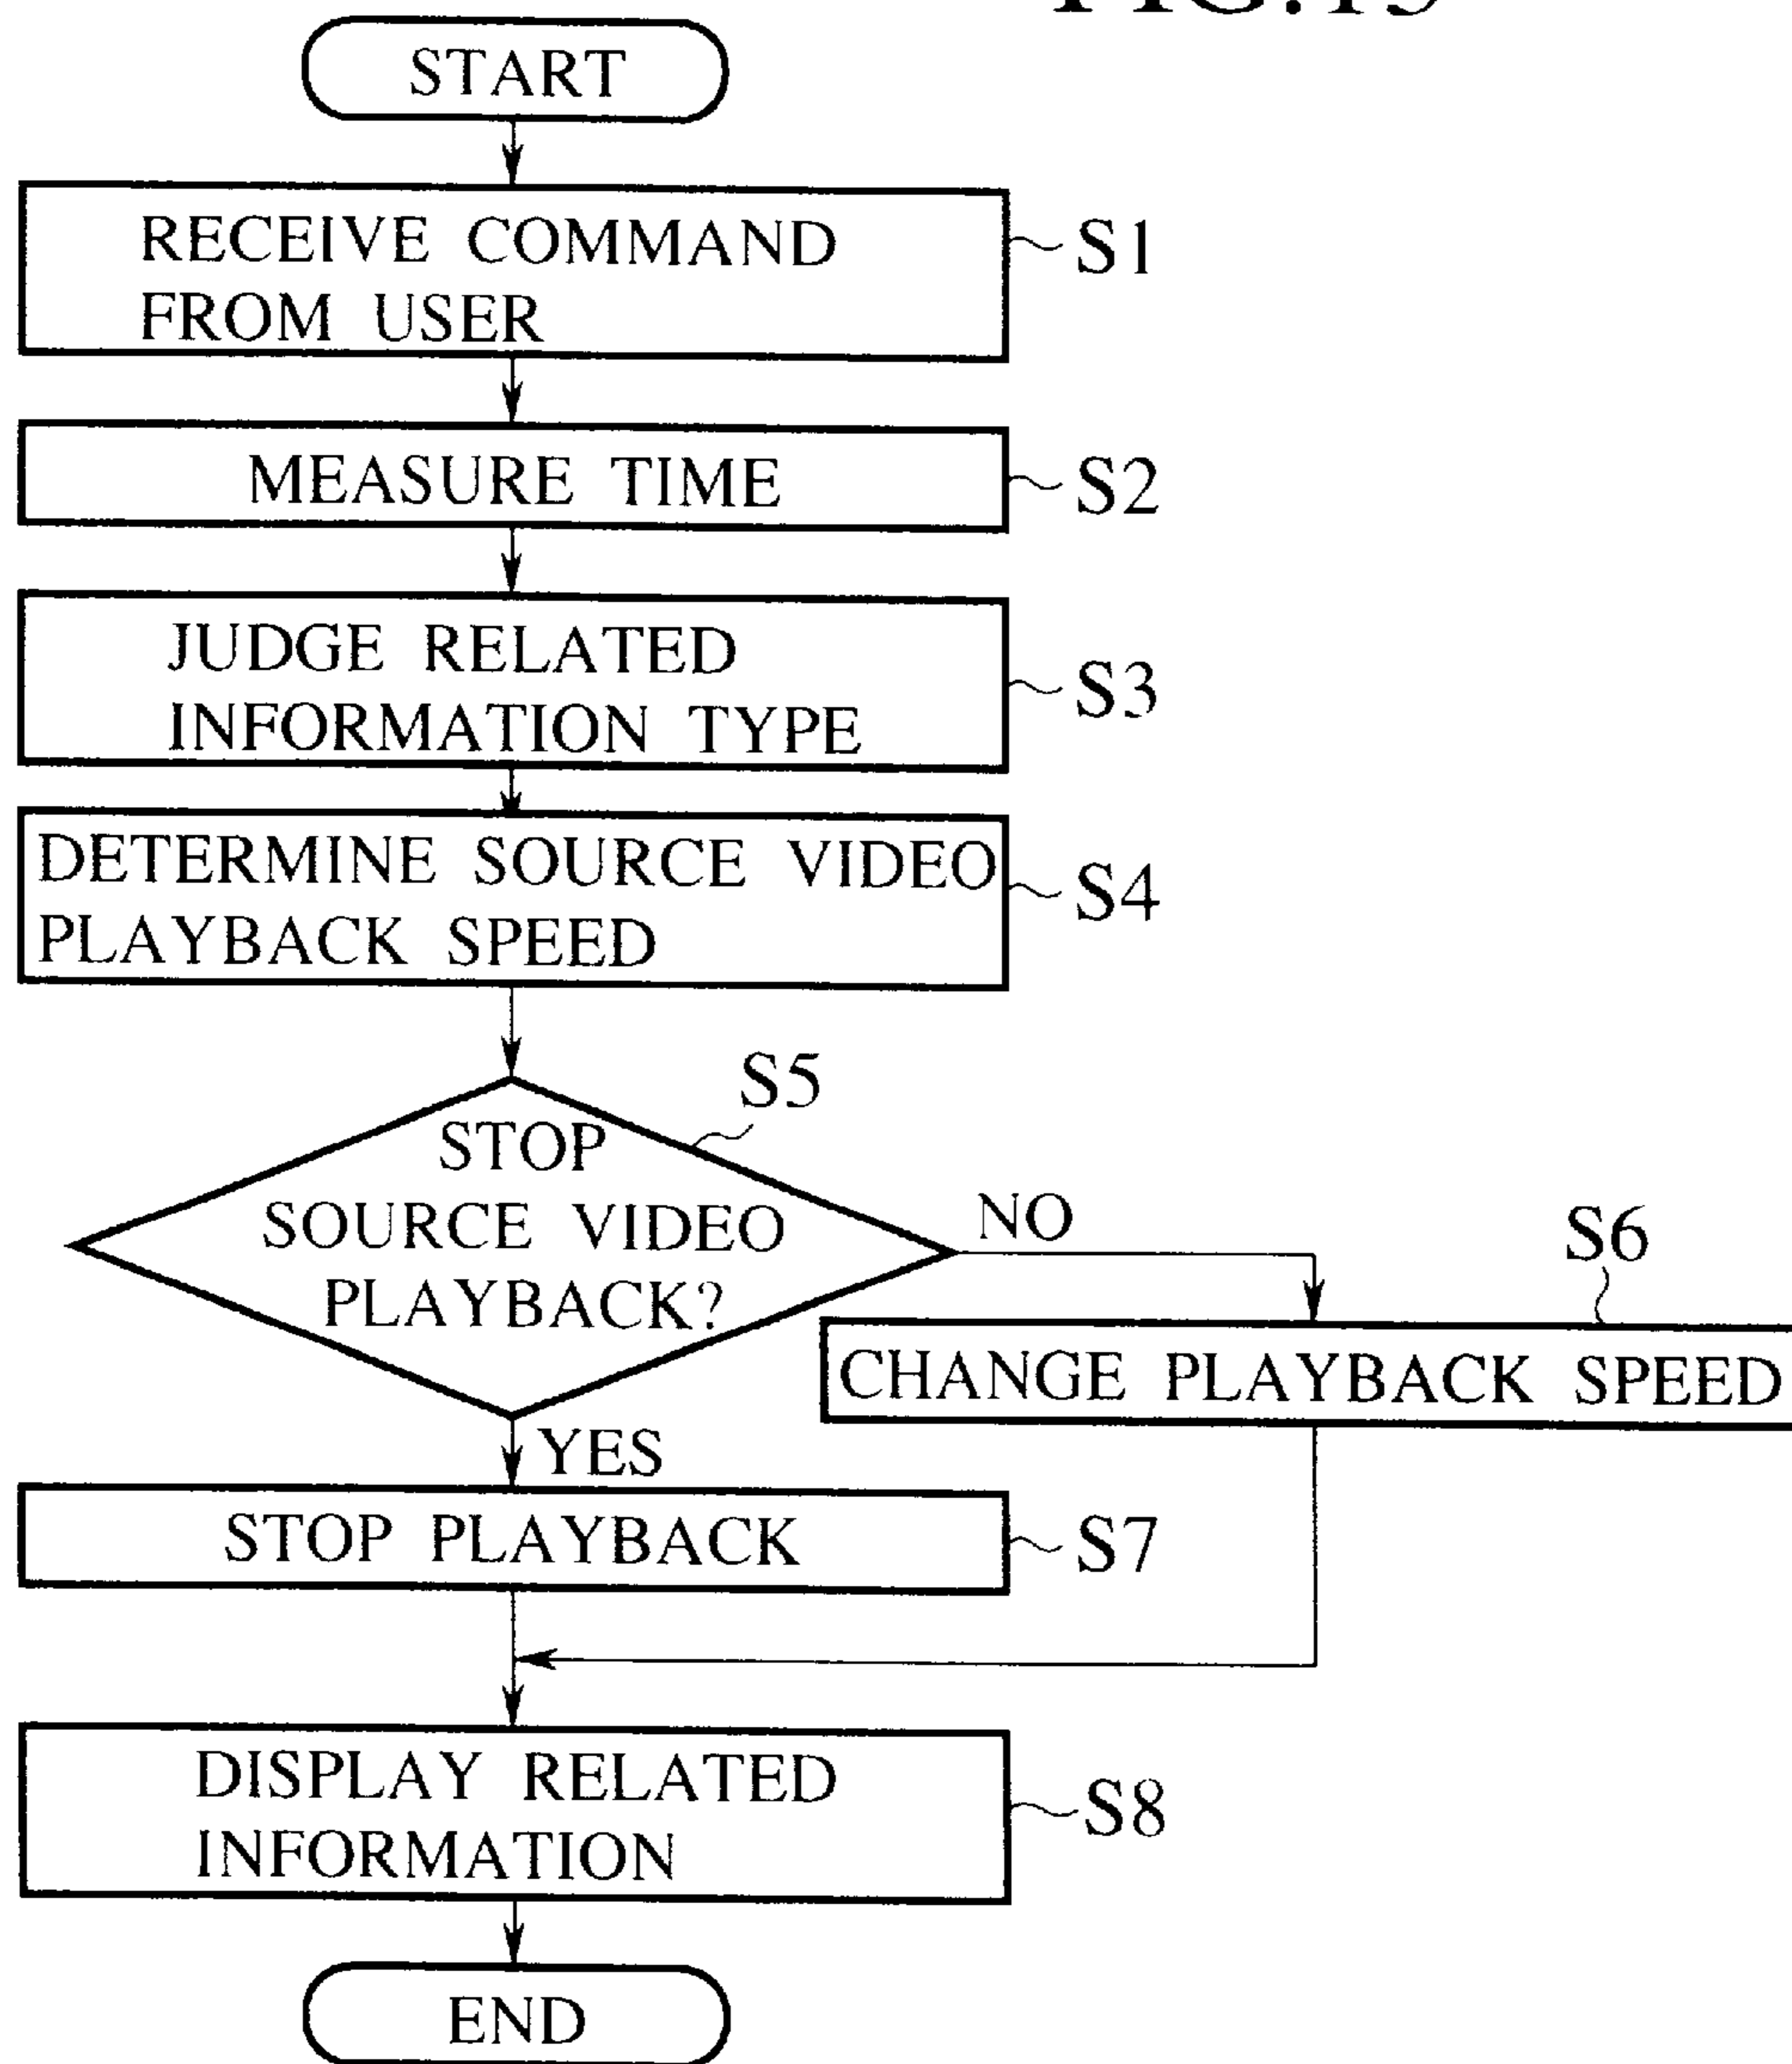 START
RECEIVE COMMAND
FROM USER
S1
MEASURE TIME
S2
JUDGE RELATED
INFORMATION TYPE
S3
DETERMINE SOURCE VIDEO
PLAYBACK SPEED
S4
S5
STOP
SOURCE VIDEO
PLAYBACK?
NO
S6
CHANGE PLAYBACK SPEED
YES
STOP PLAYBACK
S7
DISPLAY RELATED
INFORMATION
S8
END